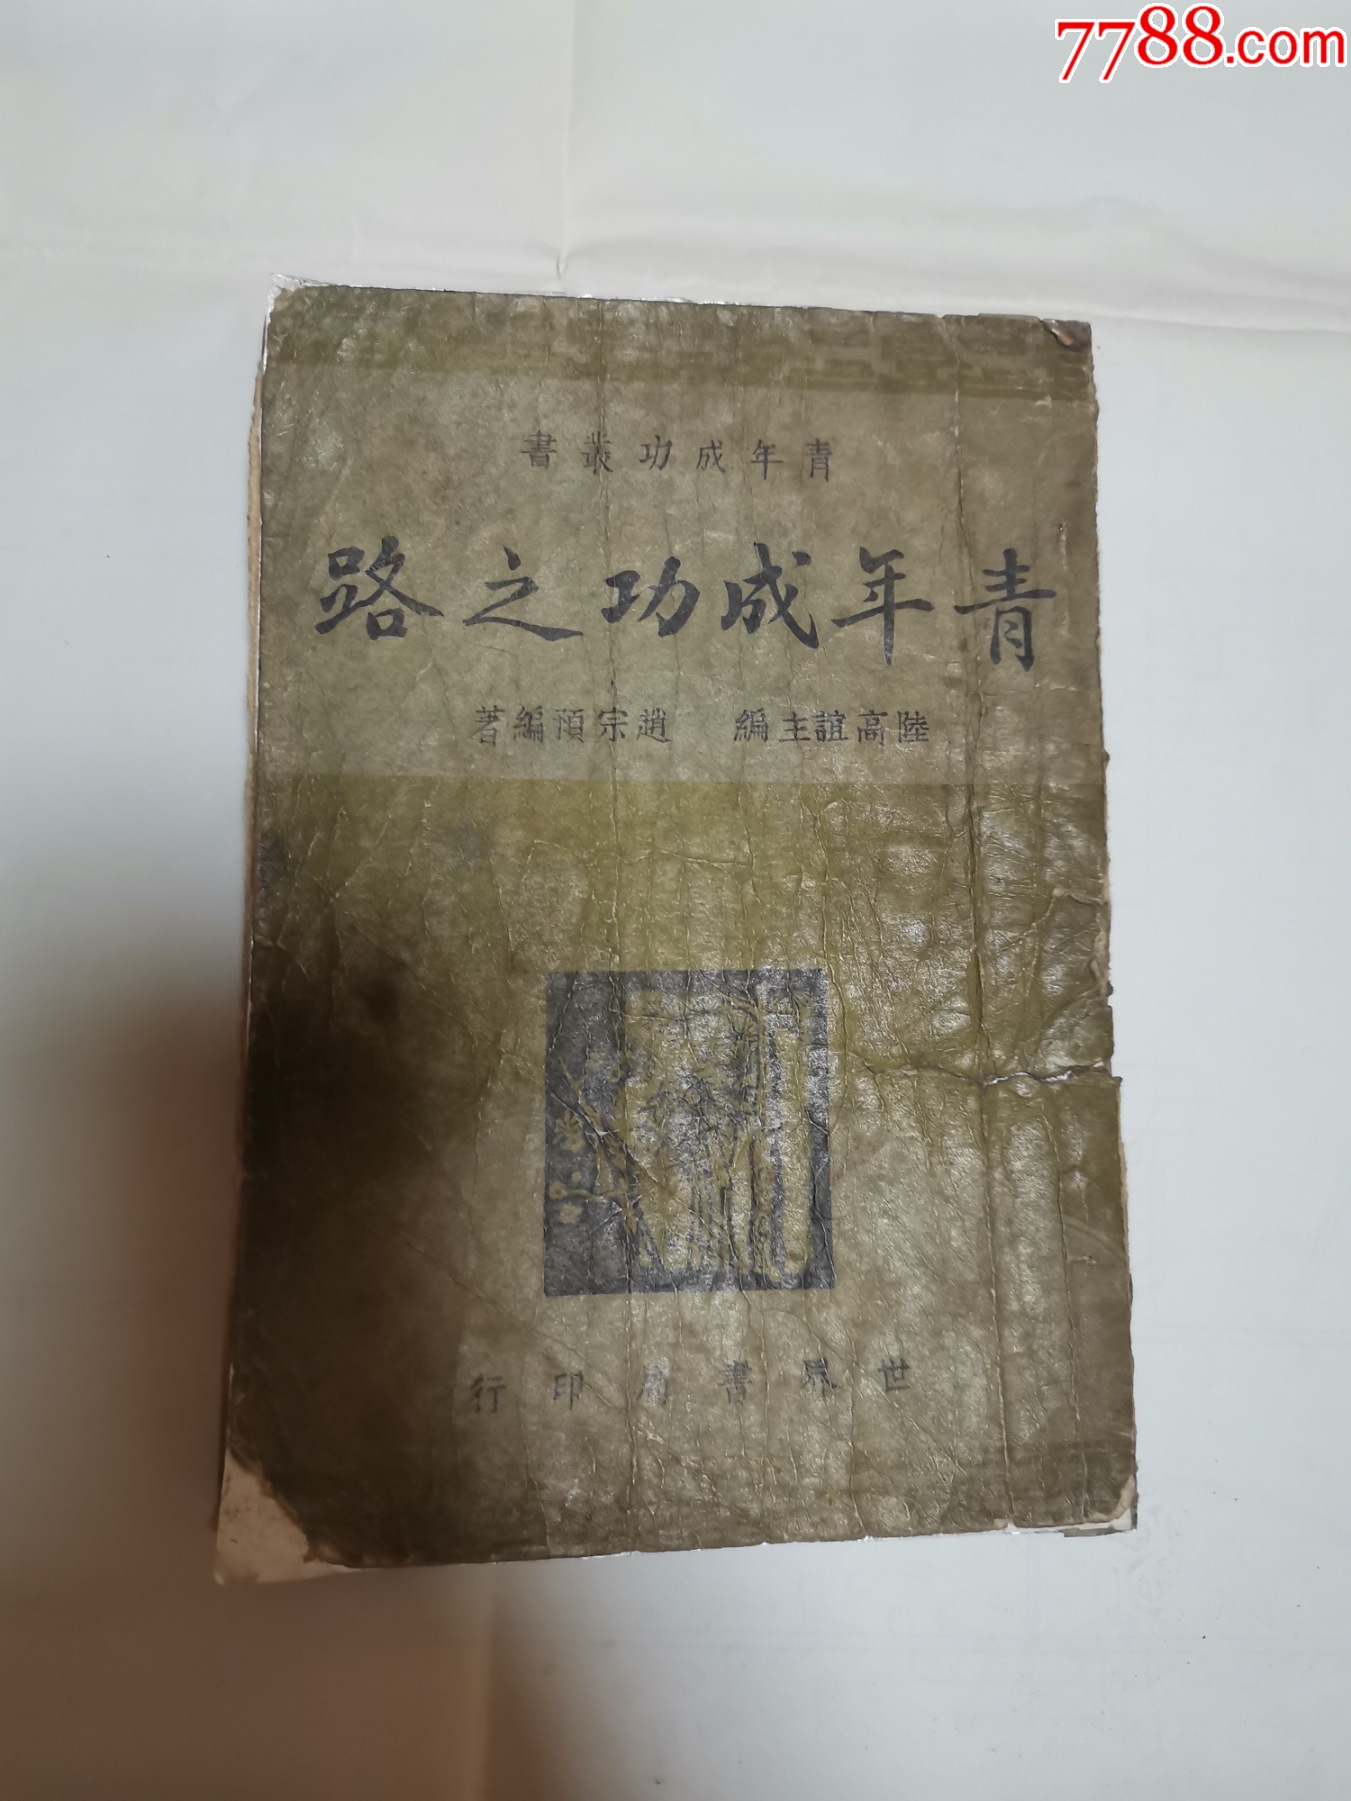 7788.com
青年成功叢書
青年成功之路
陸高誼主編 趙宗預編著
世界書局印行